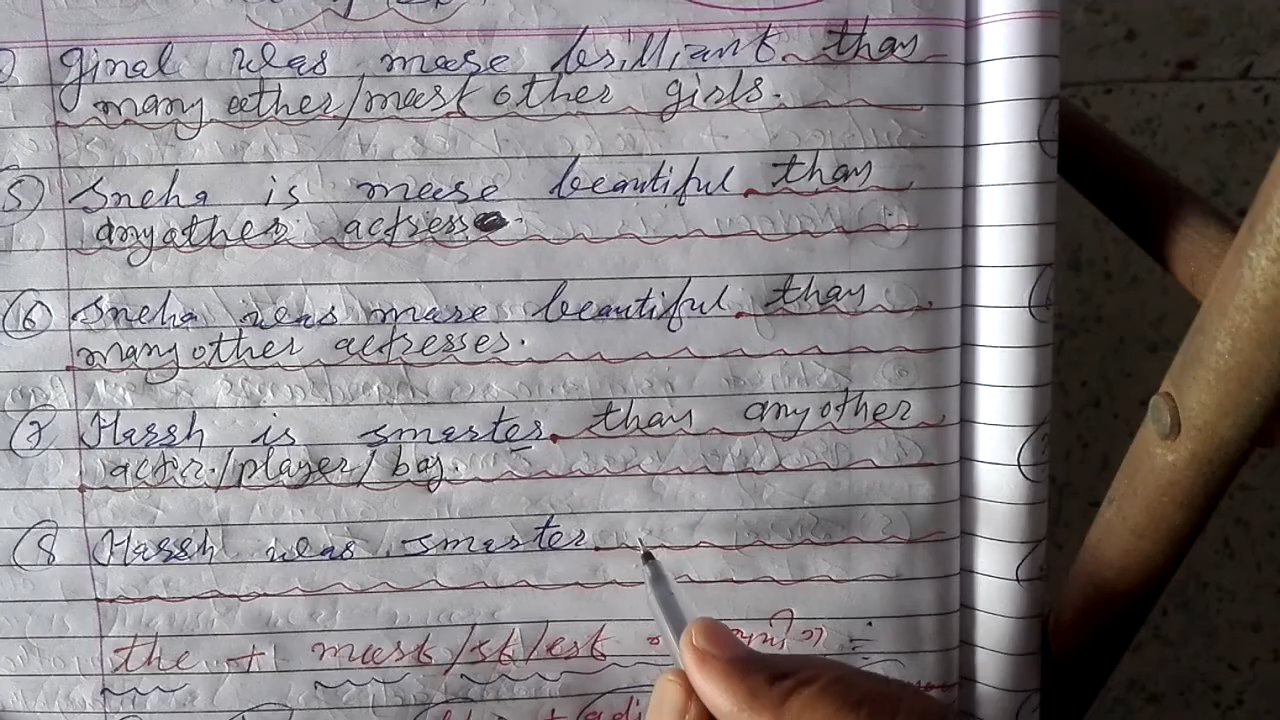 Ginal was more brilliant than
many other/most other girls.
⑤ Sneha is more beautiful than
anyother actress.
⑥ Sneha was more beautiful than
many other actresses.
⑦ Harsh is smarter than anyother
actor/player/boy.
⑧ Harsh was smarter
the + most/st/est